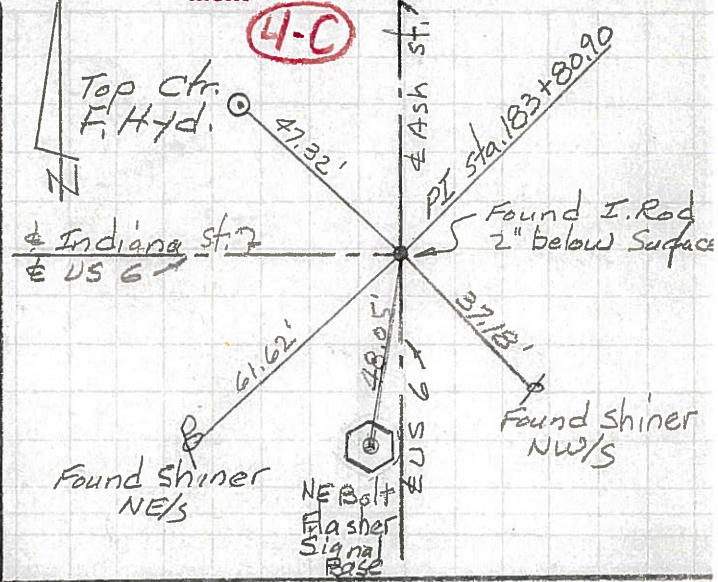 4-C
Top Ctr.
F. Hyd.
47.32'
℄ Ash St.
PI Sta. 183+80.90
N
Found I. Rod
2" below Surface
℄ Indiana St.
℄ US 6
61.62'
48.05'
37.18'
℄ US 6
Found Shiner
NW/S
Found Shiner
NE/S
NE Bolt
Flasher
Signal
Base